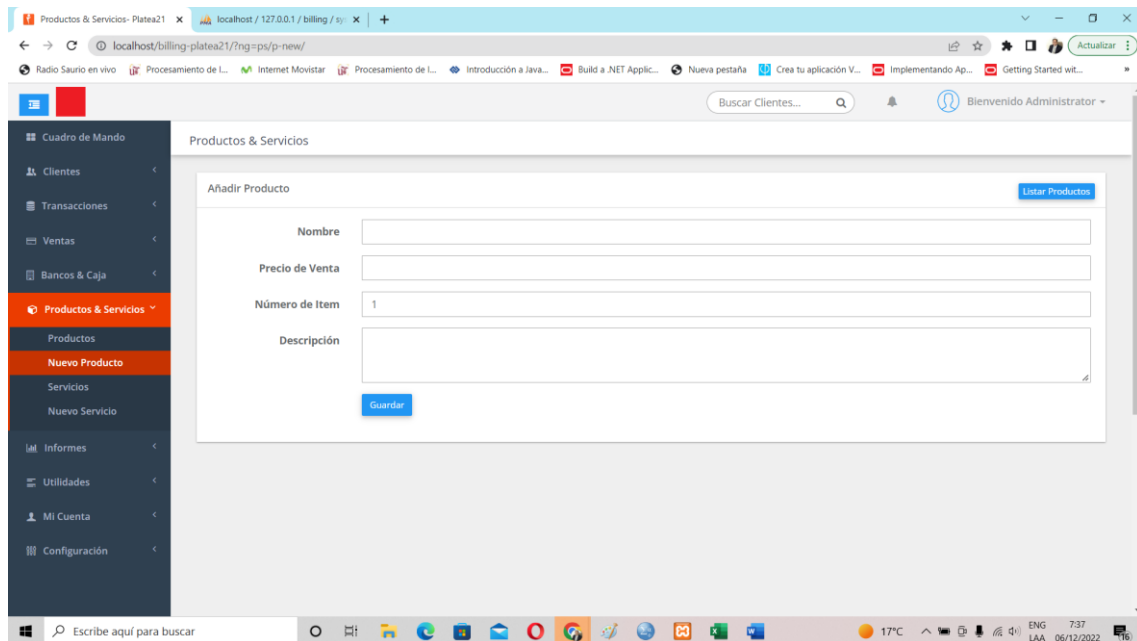 Productos & Servicios- Platea21
localhost / 127.0.0.1 / billing / sy
localhost/billing-platea21/?ng=ps/p-new/
Actualizar
Radio Saurio en vivo
Procesamiento de l...
Internet Movistar
Procesamiento de l...
Introducción a Java...
Build a .NET Applic...
Nueva pestaña
Crea tu aplicación V...
Implementando Ap...
Getting Started wit...
»
Buscar Clientes...
Bienvenido Administrator
Cuadro de Mando
Clientes
Transacciones
Ventas
Bancos & Caja
Productos & Servicios
Productos
Nuevo Producto
Servicios
Nuevo Servicio
Informes
Utilidades
Mi Cuenta
Configuración
Productos & Servicios
Añadir Producto
Listar Productos
Nombre
Precio de Venta
Número de Item
1
Descripción
Guardar
Escribe aquí para buscar
17°C
ENG
LAA
7:37
06/12/2022
16